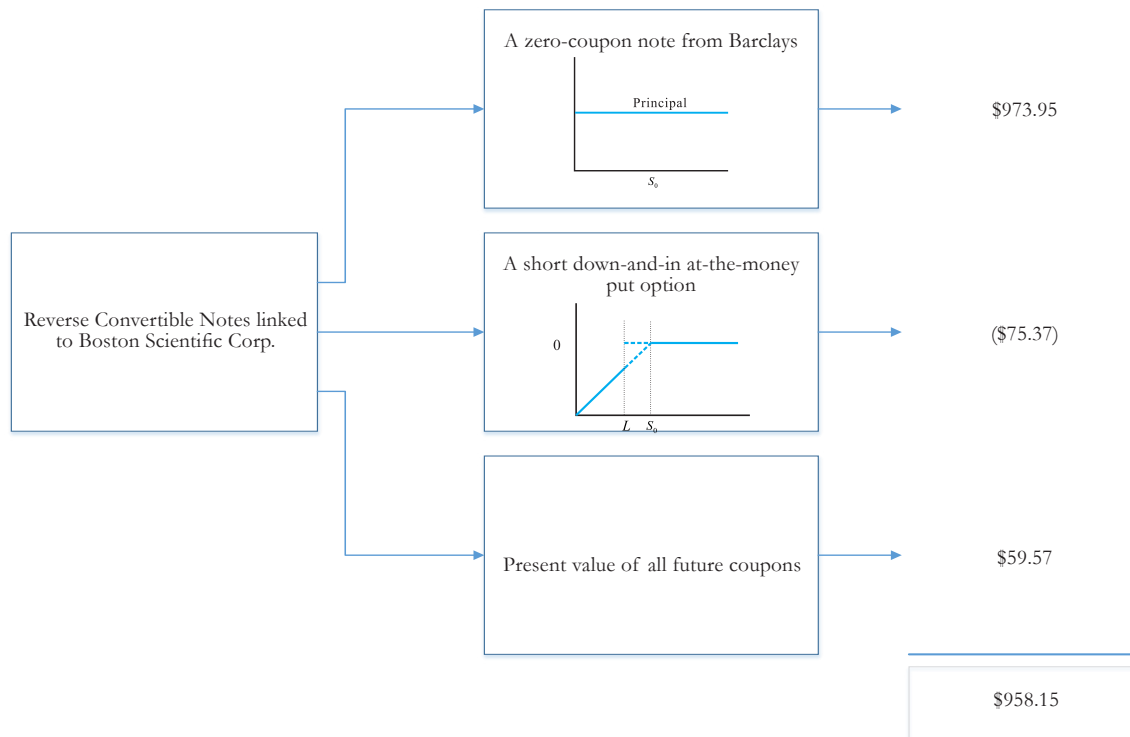 A zero-coupon note from Barclays
Principal
S₀
$973.95
Reverse Convertible Notes linked
to Boston Scientific Corp.
A short down-and-in at-the-money
put option
0
L S₀
($75.37)
Present value of all future coupons
$59.57
$958.15